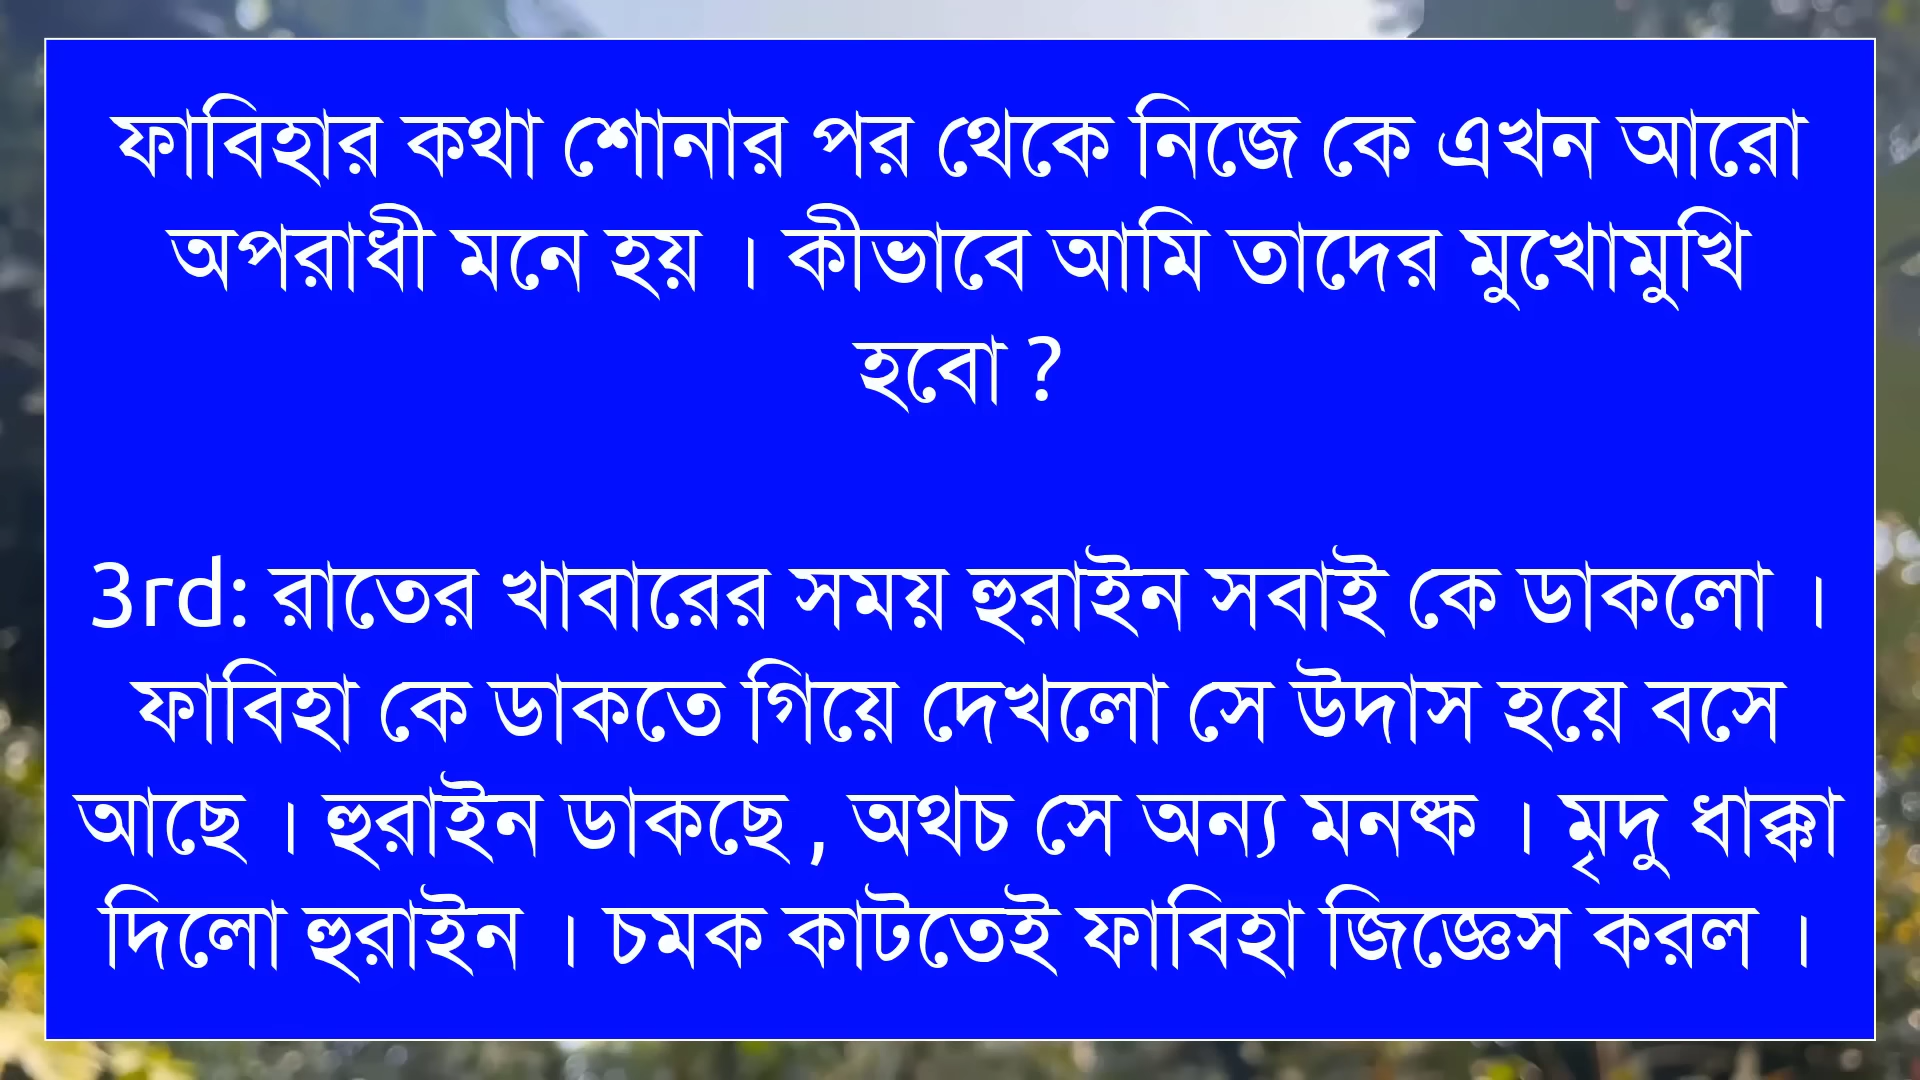 ফাবিহার কথা শোনার পর থেকে নিজে কে এখন আরো
অপরাধী মনে হয় । কীভাবে আমি তাদের মুখোমুখি
হবো ?
3rd: রাতের খাবারের সময় হুরাইন সবাই কে ডাকলো ।
ফাবিহা কে ডাকতে গিয়ে দেখলো সে উদাস হয়ে বসে
আছে । হুরাইন ডাকছে , অথচ সে অন্য মনষ্ক । মৃদু ধাক্কা
দিলো হুরাইন । চমক কাটতেই ফাবিহা জিজ্ঞেস করল ।